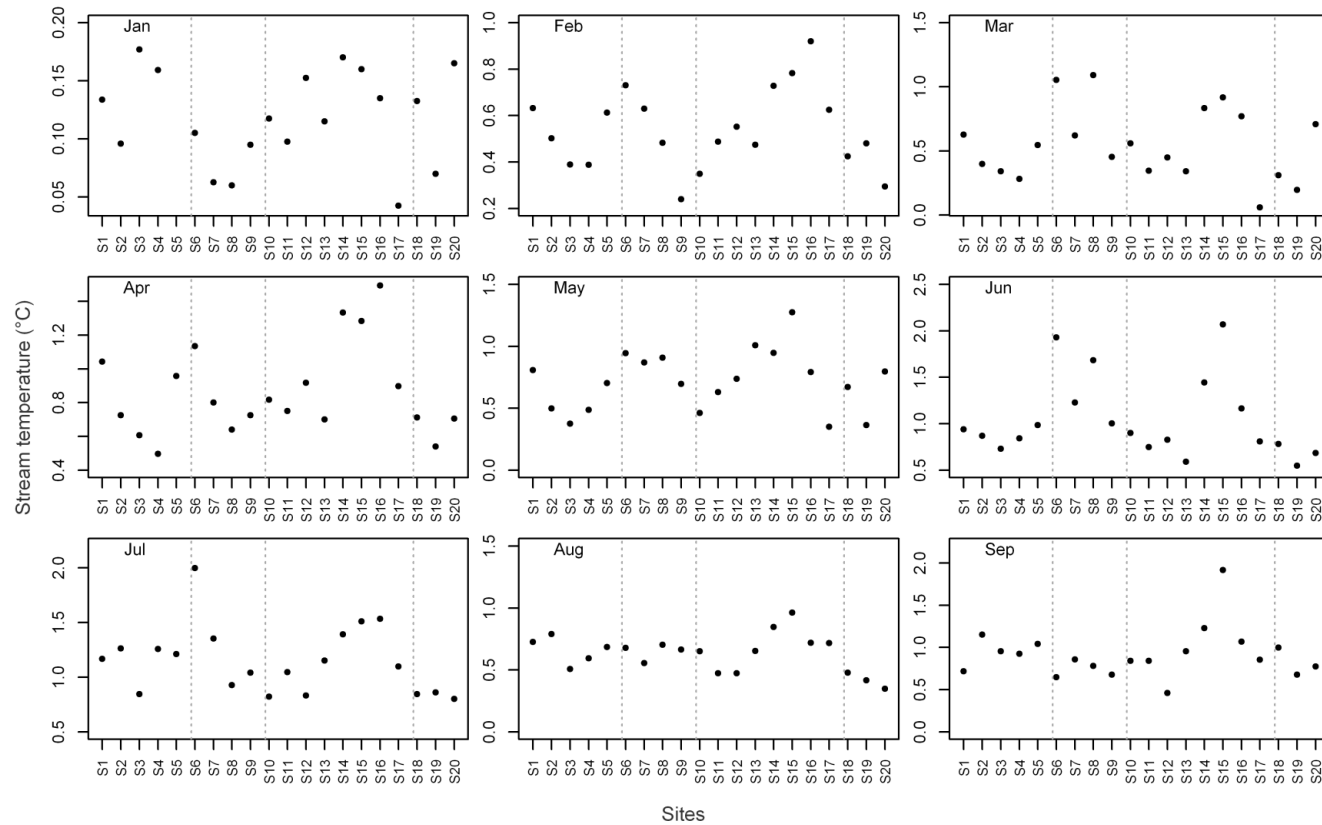 Jan
0.20
0.15
0.10
0.05
S1 S2 S3 S4 S5 S6 S7 S8 S9 S10 S11 S12 S13 S14 S15 S16 S17 S18 S19 S20
Feb
1.0
0.8
0.6
0.4
0.2
S1 S2 S3 S4 S5 S6 S7 S8 S9 S10 S11 S12 S13 S14 S15 S16 S17 S18 S19 S20
Mar
1.5
1.0
0.5
0.0
S1 S2 S3 S4 S5 S6 S7 S8 S9 S10 S11 S12 S13 S14 S15 S16 S17 S18 S19 S20
Stream temperature (°C)
Apr
1.2
0.8
0.4
S1 S2 S3 S4 S5 S6 S7 S8 S9 S10 S11 S12 S13 S14 S15 S16 S17 S18 S19 S20
May
1.5
1.0
0.5
0.0
S1 S2 S3 S4 S5 S6 S7 S8 S9 S10 S11 S12 S13 S14 S15 S16 S17 S18 S19 S20
Jun
2.5
2.0
1.5
1.0
0.5
S1 S2 S3 S4 S5 S6 S7 S8 S9 S10 S11 S12 S13 S14 S15 S16 S17 S18 S19 S20
Jul
2.0
1.5
1.0
0.5
S1 S2 S3 S4 S5 S6 S7 S8 S9 S10 S11 S12 S13 S14 S15 S16 S17 S18 S19 S20
Aug
1.5
1.0
0.5
0.0
S1 S2 S3 S4 S5 S6 S7 S8 S9 S10 S11 S12 S13 S14 S15 S16 S17 S18 S19 S20
Sep
2.0
1.5
1.0
0.5
0.0
S1 S2 S3 S4 S5 S6 S7 S8 S9 S10 S11 S12 S13 S14 S15 S16 S17 S18 S19 S20
Sites